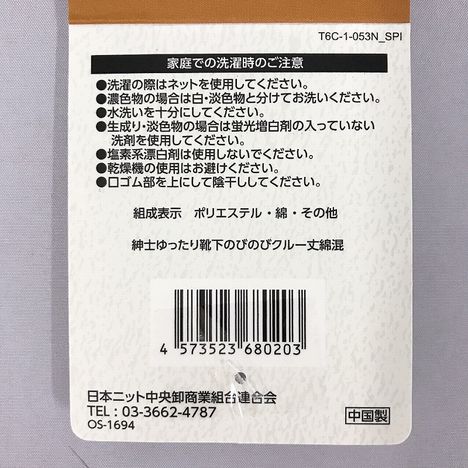 T6C-1-053N_SPI
家庭での洗濯時のご注意
●洗濯の際はネットを使用してください。
●濃色物の場合は白・淡色物と分けてお洗いください。
●水洗いを十分にしてください。
●生成り・淡色物の場合は蛍光増白剤の入っていない
洗剤を使用してください。
●塩素系漂白剤は使用しないでください。
●乾燥機の使用はお避けください。
●口ゴム部を上にして陰干ししてください。
組成表示 ポリエステル・綿・その他
紳士ゆったり靴下のびのびクルー丈綿混
4 573523 680203
日本ニット中央卸商業組合連合会
TEL : 03-3662-4787
OS-1694
中国製